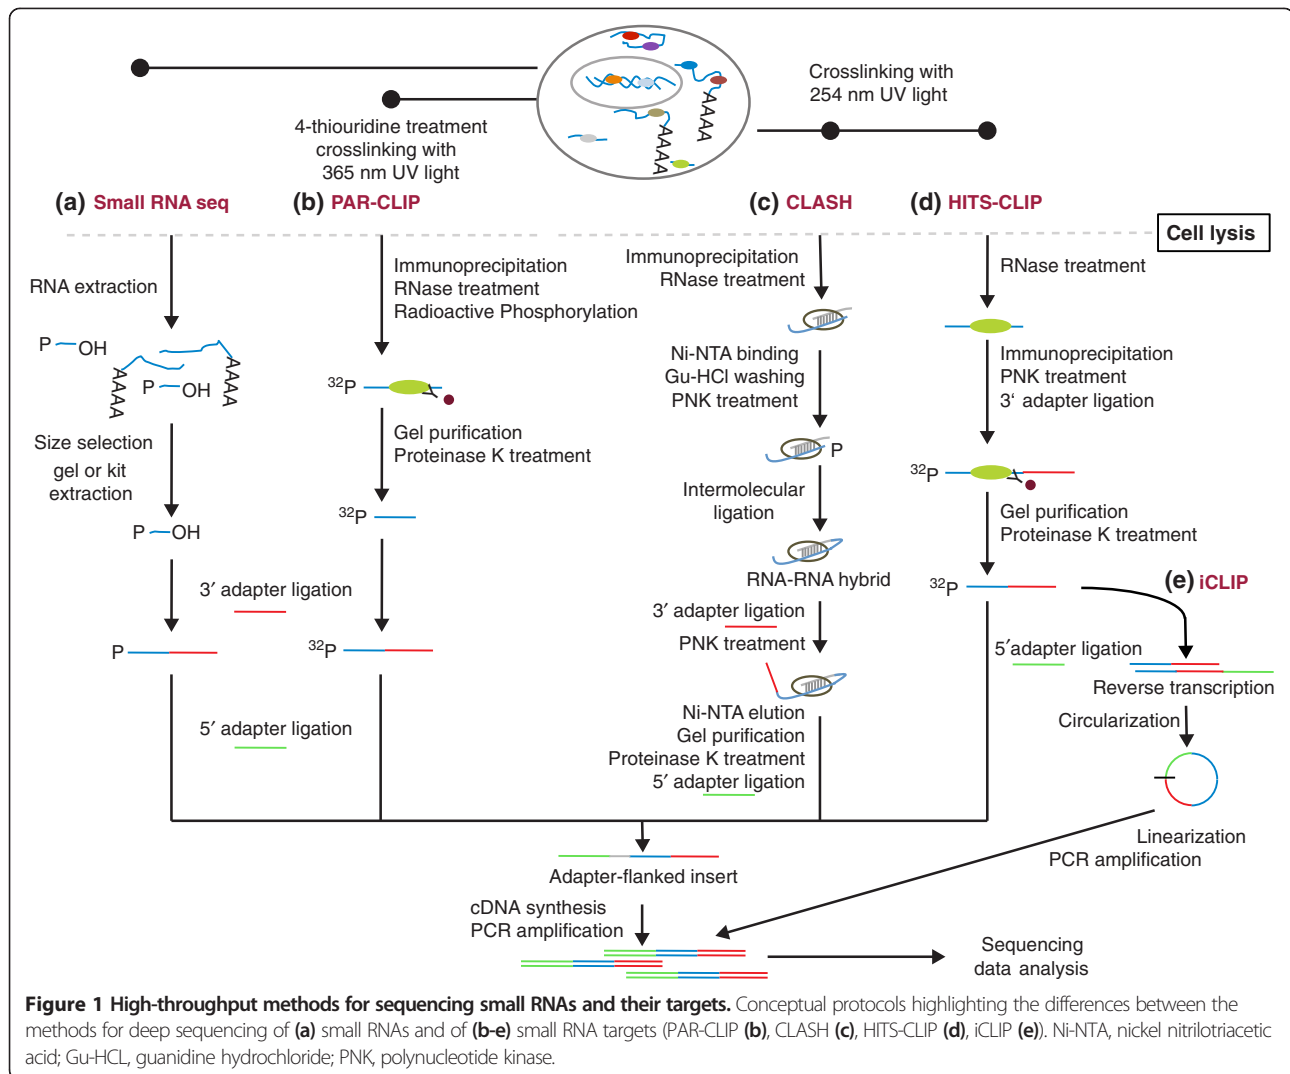 Crosslinking with
254 nm UV light
4-thiouridine treatment
crosslinking with
365 nm UV light
AAAA
AAAA
(a) Small RNA seq
(b) PAR-CLIP
(c) CLASH
(d) HITS-CLIP
Cell lysis
RNA extraction
P OH
P OH
AAAA
AAAA
Size selection
gel or kit
extraction
P OH
3′ adapter ligation
P
5′ adapter ligation
Immunoprecipitation
RNase treatment
Radioactive Phosphorylation
32P
Gel purification
Proteinase K treatment
32P
32P
Immunoprecipitation
RNase treatment
Ni-NTA binding
Gu-HCl washing
PNK treatment
P
Intermolecular
ligation
RNA-RNA hybrid
3′ adapter ligation
PNK treatment
Ni-NTA elution
Gel purification
Proteinase K treatment
5′ adapter ligation
RNase treatment
Immunoprecipitation
PNK treatment
3‘ adapter ligation
32P
Gel purification
Proteinase K treatment
32P
(e) iCLIP
5′adapter ligation
Reverse transcription
Circularization
Linearization
PCR amplification
Adapter-flanked insert
cDNA synthesis
PCR amplification
Sequencing
data analysis
Figure 1 High-throughput methods for sequencing small RNAs and their targets. Conceptual protocols highlighting the differences between the
methods for deep sequencing of (a) small RNAs and of (b-e) small RNA targets (PAR-CLIP (b), CLASH (c), HITS-CLIP (d), iCLIP (e)). Ni-NTA, nickel nitrilotriacetic
acid; Gu-HCL, guanidine hydrochloride; PNK, polynucleotide kinase.